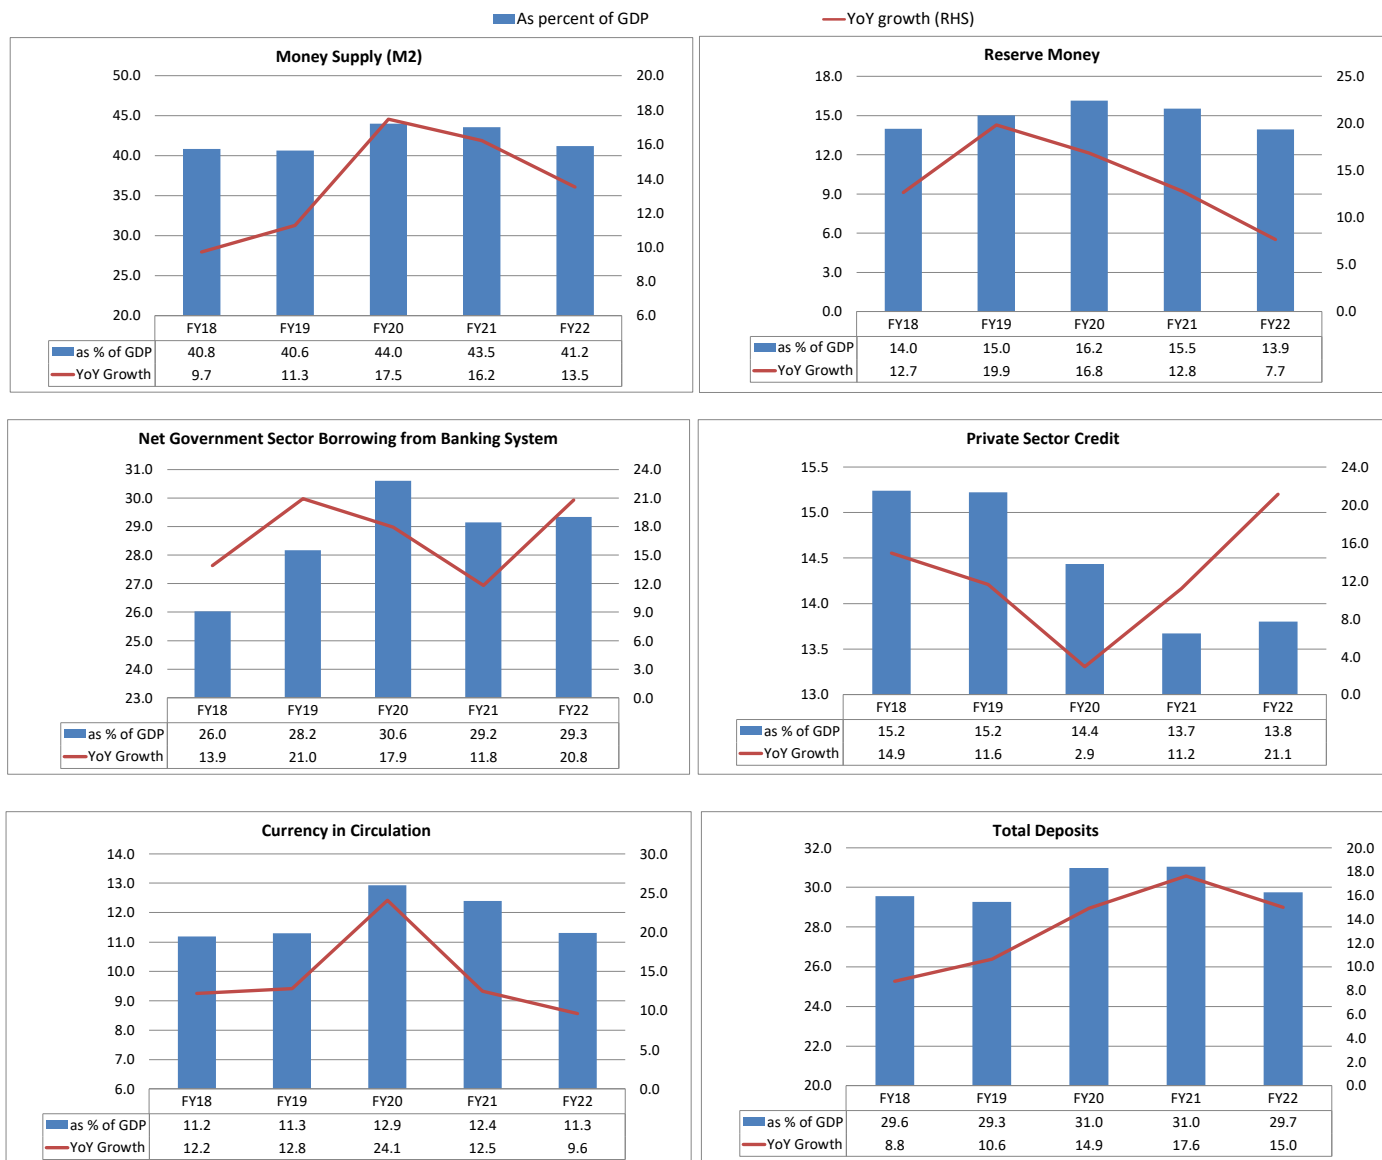 As percent of GDP YoY growth (RHS)
Money Supply (M2)
50.0 20.0
45.0 18.0
40.0 16.0
35.0 14.0
30.0 12.0
25.0 10.0
20.0 8.0
6.0
FY18 FY19 FY20 FY21 FY22
as % of GDP 40.8 40.6 44.0 43.5 41.2
YoY Growth 9.7 11.3 17.5 16.2 13.5
Reserve Money
18.0 25.0
15.0 20.0
12.0 15.0
9.0 10.0
6.0 5.0
3.0 0.0
0.0
FY18 FY19 FY20 FY21 FY22
as % of GDP 14.0 15.0 16.2 15.5 13.9
YoY Growth 12.7 19.9 16.8 12.8 7.7
Net Government Sector Borrowing from Banking System
31.0 24.0
30.0 21.0
29.0 18.0
28.0 15.0
27.0 12.0
26.0 9.0
25.0 6.0
24.0 3.0
23.0 0.0
FY18 FY19 FY20 FY21 FY22
as % of GDP 26.0 28.2 30.6 29.2 29.3
YoY Growth 13.9 21.0 17.9 11.8 20.8
Private Sector Credit
15.5 24.0
15.0 20.0
14.5 16.0
14.0 12.0
13.5 8.0
13.0 4.0
0.0
FY18 FY19 FY20 FY21 FY22
as % of GDP 15.2 15.2 14.4 13.7 13.8
YoY Growth 14.9 11.6 2.9 11.2 21.1
Currency in Circulation
14.0 30.0
13.0 25.0
12.0 20.0
11.0 15.0
10.0 10.0
9.0 5.0
8.0 0.0
7.0
6.0
FY18 FY19 FY20 FY21 FY22
as % of GDP 11.2 11.3 12.9 12.4 11.3
YoY Growth 12.2 12.8 24.1 12.5 9.6
Total Deposits
32.0 20.0
30.0 18.0
28.0 16.0
26.0 14.0
24.0 12.0
22.0 10.0
20.0 8.0
6.0
4.0
2.0
0.0
FY18 FY19 FY20 FY21 FY22
as % of GDP 29.6 29.3 31.0 31.0 29.7
YoY Growth 8.8 10.6 14.9 17.6 15.0